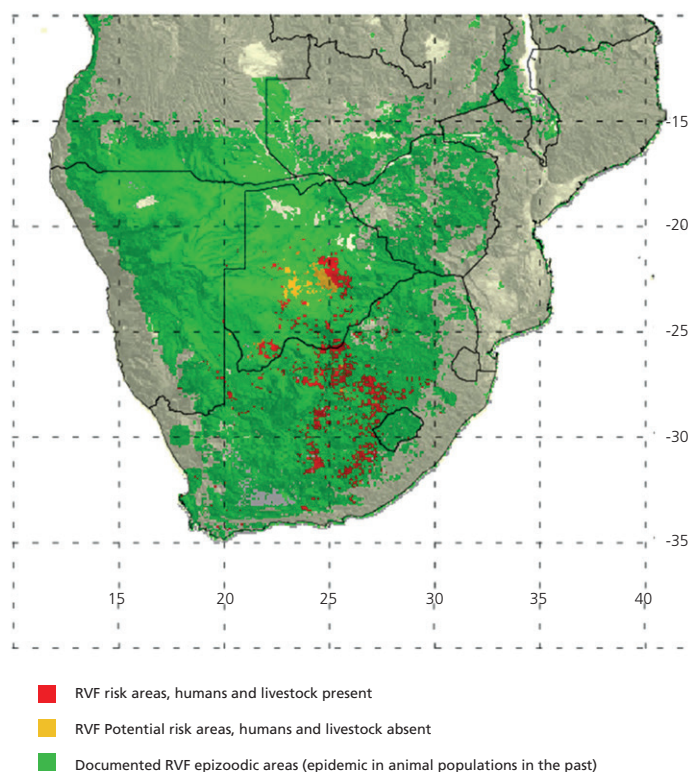 -15
-20
-25
-30
-35
15 20 25 30 35 40
RVF risk areas, humans and livestock present
RVF Potential risk areas, humans and livestock absent
Documented RVF epizoodic areas (epidemic in animal populations in the past)